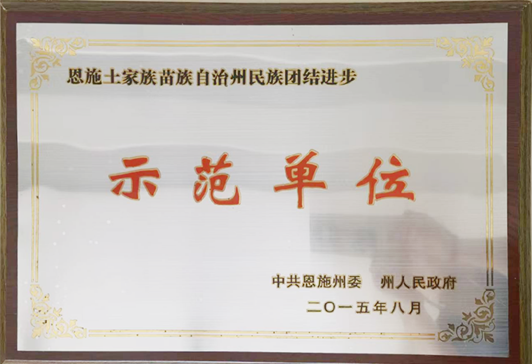 恩施土家族苗族自治州民族团结进步
示范单位
中共恩施州委 州人民政府
二〇一五年八月